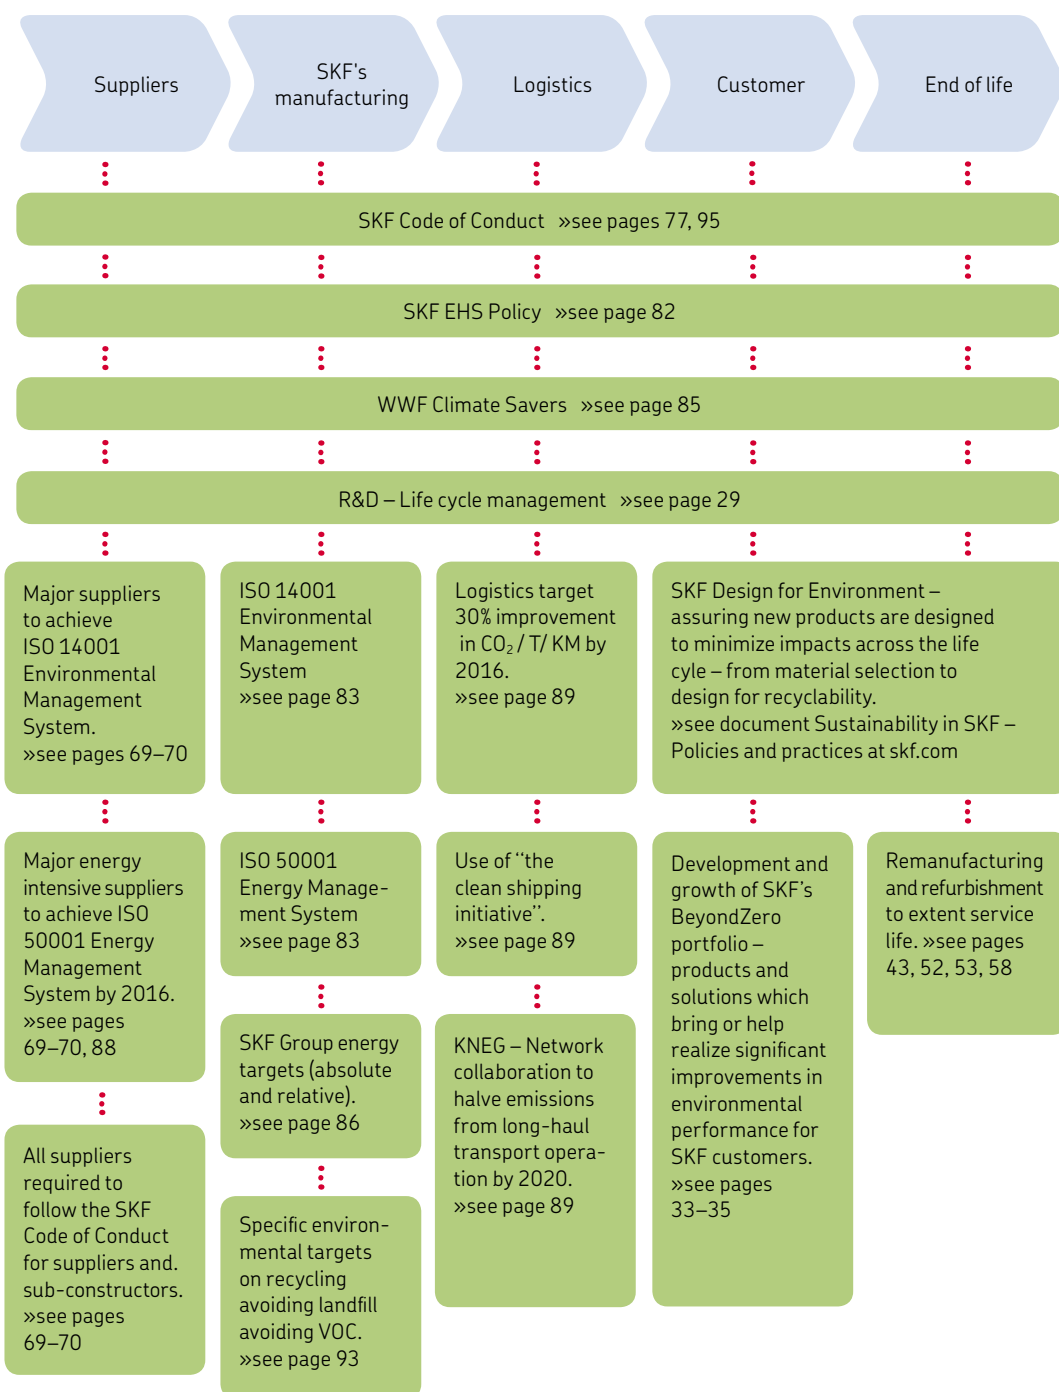 Suppliers
SKF's
manufacturing
Logistics
Customer
End of life
SKF Code of Conduct »see pages 77, 95
SKF EHS Policy »see page 82
WWF Climate Savers »see page 85
R&D – Life cycle management »see page 29
Major suppliers
to achieve
ISO 14001
Environmental
Management
System.
»see pages 69–70
ISO 14001
Environmental
Management
System
»see page 83
Logistics target
30% improvement
in CO₂ / T/ KM by
2016.
»see page 89
SKF Design for Environment –
assuring new products are designed
to minimize impacts across the life
cyle – from material selection to
design for recyclability.
»see document Sustainability in SKF –
Policies and practices at skf.com
Major energy
intensive suppliers
to achieve ISO
50001 Energy
Management
System by 2016.
»see pages
69–70, 88
ISO 50001
Energy Manage-
ment System
»see page 83
Use of ‘‘the
clean shipping
initiative’’.
»see page 89
Development and
growth of SKF’s
BeyondZero
portfolio –
products and
solutions which
bring or help
realize significant
improvements in
environmental
performance for
SKF customers.
»see pages
33–35
Remanufacturing
and refurbishment
to extent service
life. »see pages
43, 52, 53, 58
SKF Group energy
targets (absolute
and relative).
»see page 86
KNEG – Network
collaboration to
halve emissions
from long-haul
transport opera-
tion by 2020.
»see page 89
All suppliers
required to
follow the SKF
Code of Conduct
for suppliers and.
sub-constructors.
»see pages
69–70
Specific environ-
mental targets
on recycling
avoiding landfill
avoiding VOC.
»see page 93